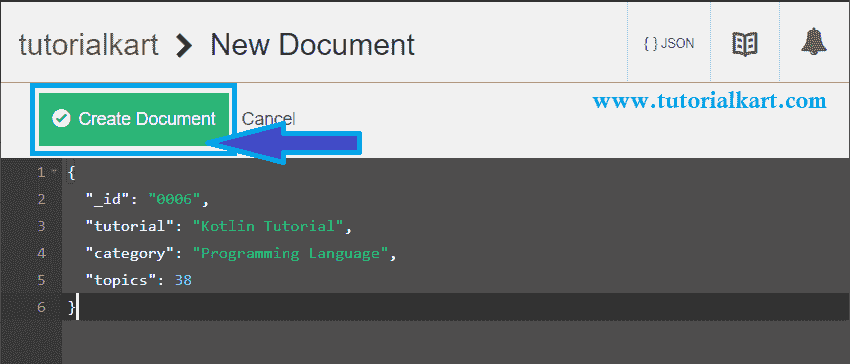 tutorialkart > New Document
{ } JSON
www.tutorialkart.com
Create Document Cancel
1 {
2 "_id": "0006",
3 "tutorial": "Kotlin Tutorial",
4 "category": "Programming Language",
5 "topics": 38
6 }